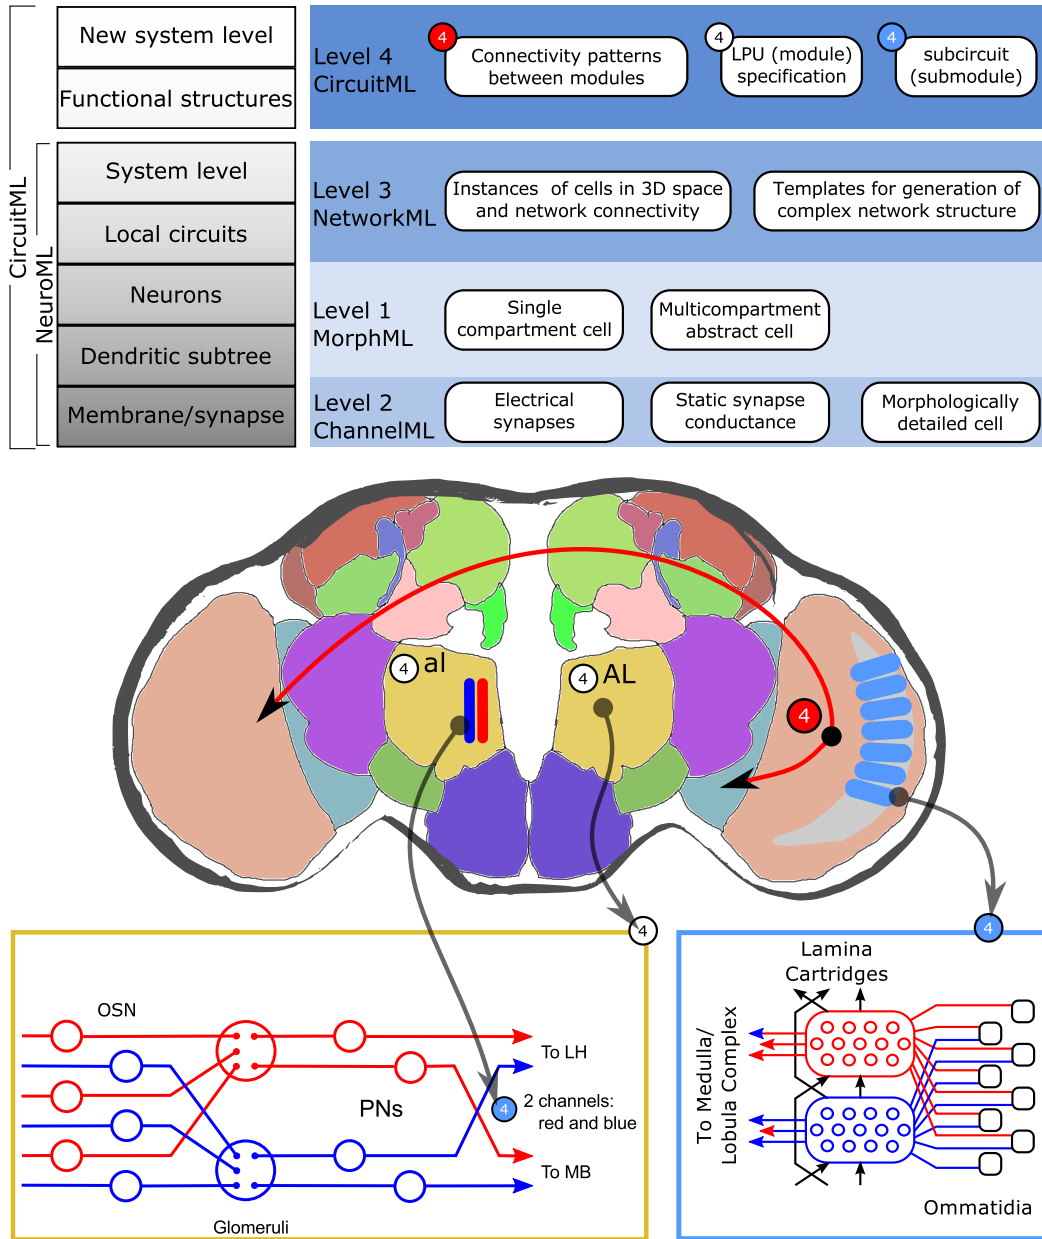 CircuitML
NeuroML
New system level
Functional structures
System level
Local circuits
Neurons
Dendritic subtree
Membrane/synapse
Level 4
CircuitML
4
Connectivity patterns
between modules
4
LPU (module)
specification
4
subcircuit
(submodule)
Level 3
NetworkML
Instances of cells in 3D space
and network connectivity
Templates for generation of
complex network structure
Level 1
MorphML
Single
compartment cell
Multicompartment
abstract cell
Level 2
ChannelML
Electrical
synapses
Static synapse
conductance
Morphologically
detailed cell
4 al
4 AL
4
4
4
OSN
To LH
PNs
4
2 channels:
red and blue
To MB
Glomeruli
Lamina
Cartridges
To Medulla/
Lobula Complex
Ommatidia